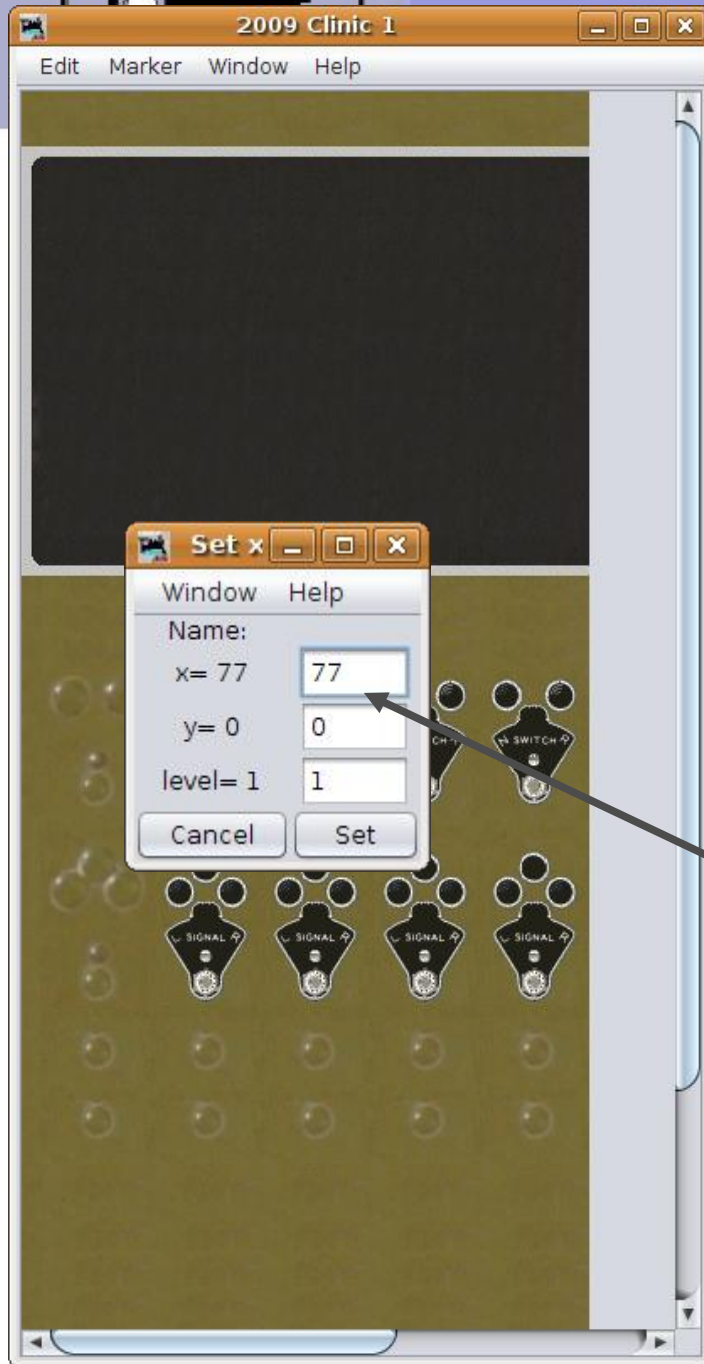 2009 Clinic 1
Edit Marker Window Help
Set x
Window Help
Name:
x= 77 77
y= 0 0
level= 1 1
Cancel Set
SWITCH R
L SIGNAL R L SIGNAL R L SIGNAL R L SIGNAL R